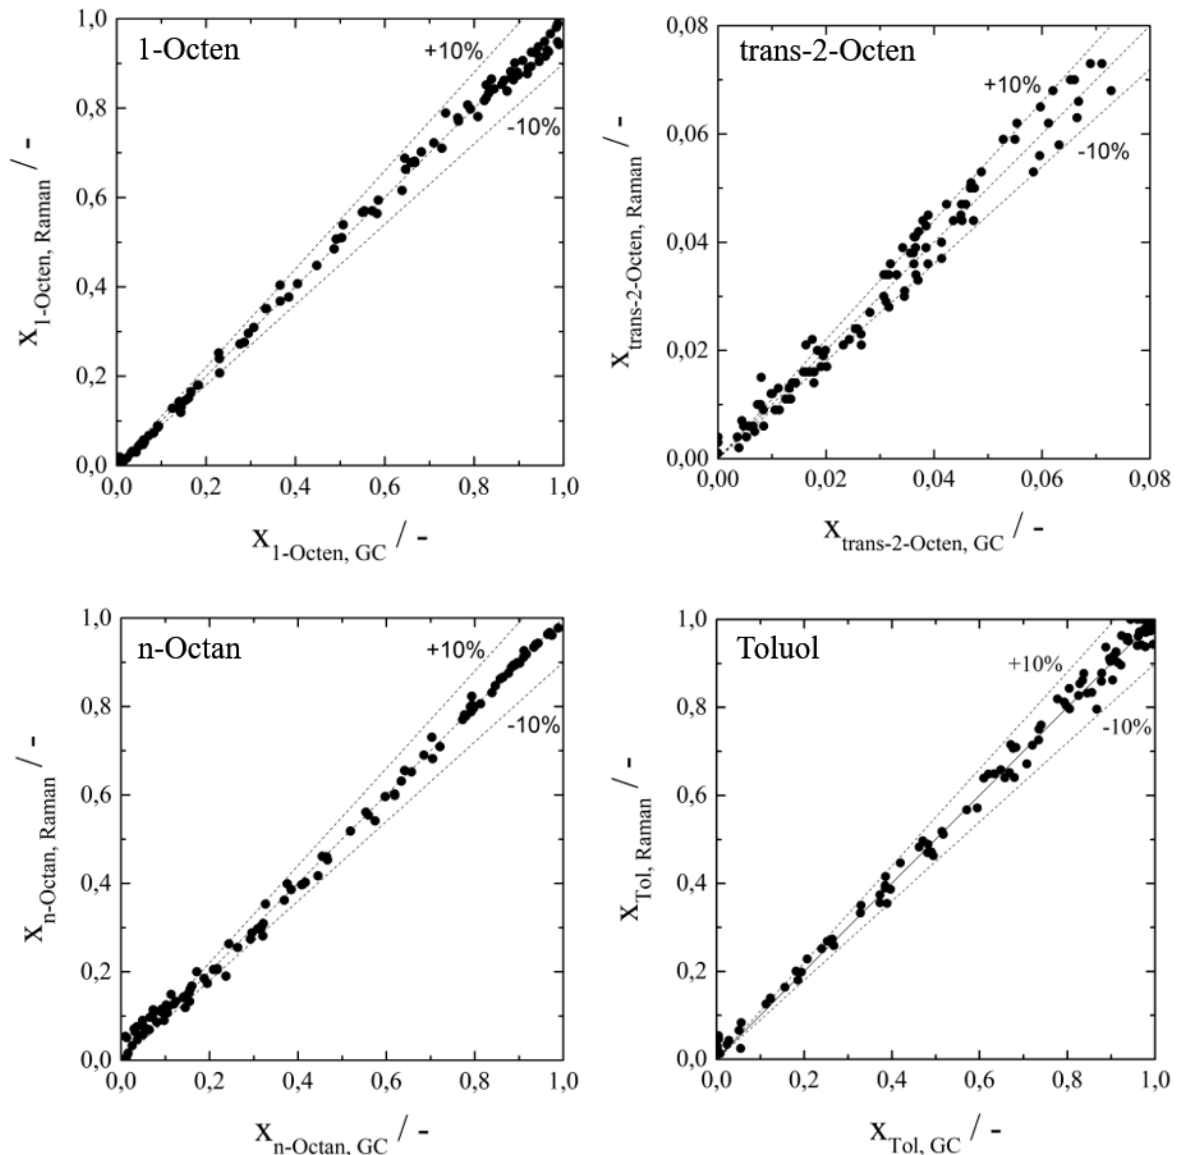 1-Octen
+10%
-10%
1,0
0,8
0,6
0,4
0,2
0,0
0,0 0,2 0,4 0,6 0,8 1,0
X1-Octen, Raman / -
X1-Octen, GC / -
trans-2-Octen
+10%
-10%
0,08
0,06
0,04
0,02
0,00
0,00 0,02 0,04 0,06 0,08
Xtrans-2-Octen, Raman / -
Xtrans-2-Octen, GC / -
n-Octan
+10%
-10%
1,0
0,8
0,6
0,4
0,2
0,0
0,0 0,2 0,4 0,6 0,8 1,0
Xn-Octan, Raman / -
Xn-Octan, GC / -
Toluol
+10%
-10%
1,0
0,8
0,6
0,4
0,2
0,0
0,0 0,2 0,4 0,6 0,8 1,0
XTol, Raman / -
XTol, GC / -